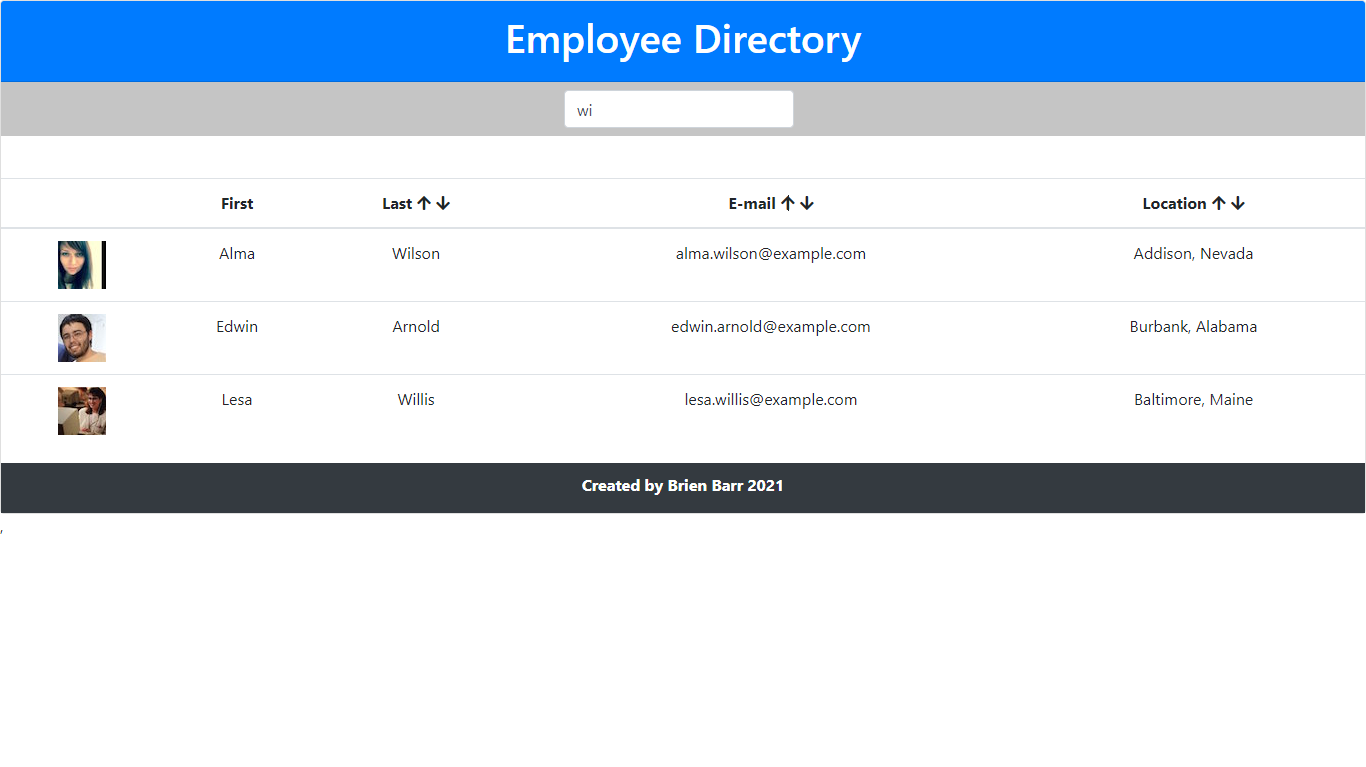 Employee Directory
wi
First Last ↑ ↓ E-mail ↑ ↓ Location ↑ ↓
Alma Wilson alma.wilson@example.com Addison, Nevada
Edwin Arnold edwin.arnold@example.com Burbank, Alabama
Lesa Willis lesa.willis@example.com Baltimore, Maine
Created by Brien Barr 2021
,